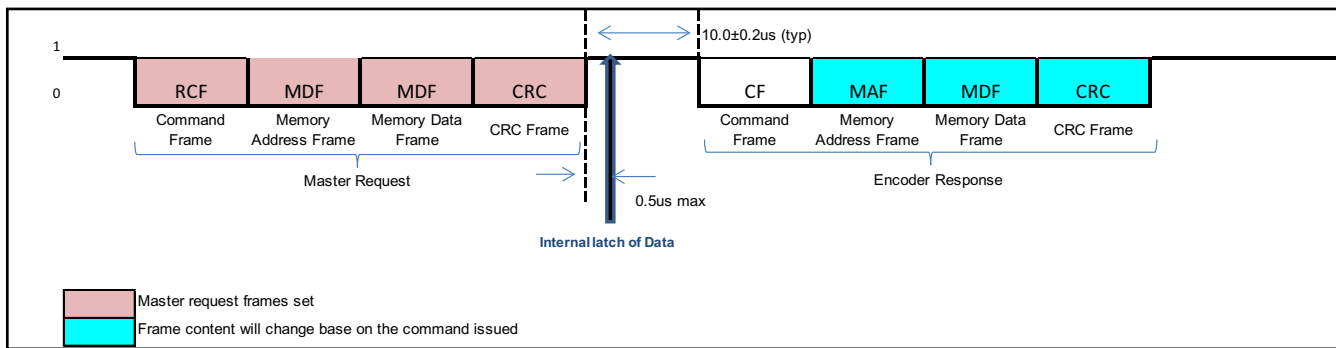 10.0±0.2us (typ)
1
0
RCF
MDF
MDF
CRC
CF
MAF
MDF
CRC
Command
Frame
Memory
Address Frame
Memory Data
Frame
CRC Frame
Command
Frame
Memory
Address Frame
Memory Data
Frame
CRC Frame
Master Request
Encoder Response
0.5us max
Internal latch of Data
Master request frames set
Frame content will change base on the command issued